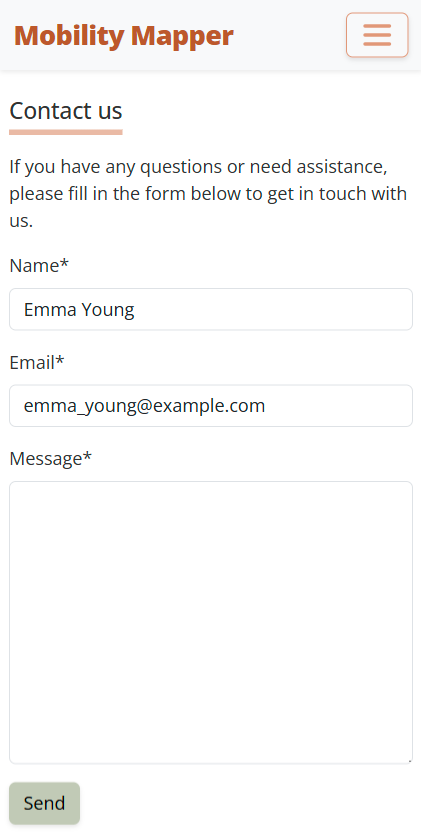 Mobility Mapper
Contact us
If you have any questions or need assistance,
please fill in the form below to get in touch with
us.
Name*
Emma Young
Email*
emma_young@example.com
Message*
Send